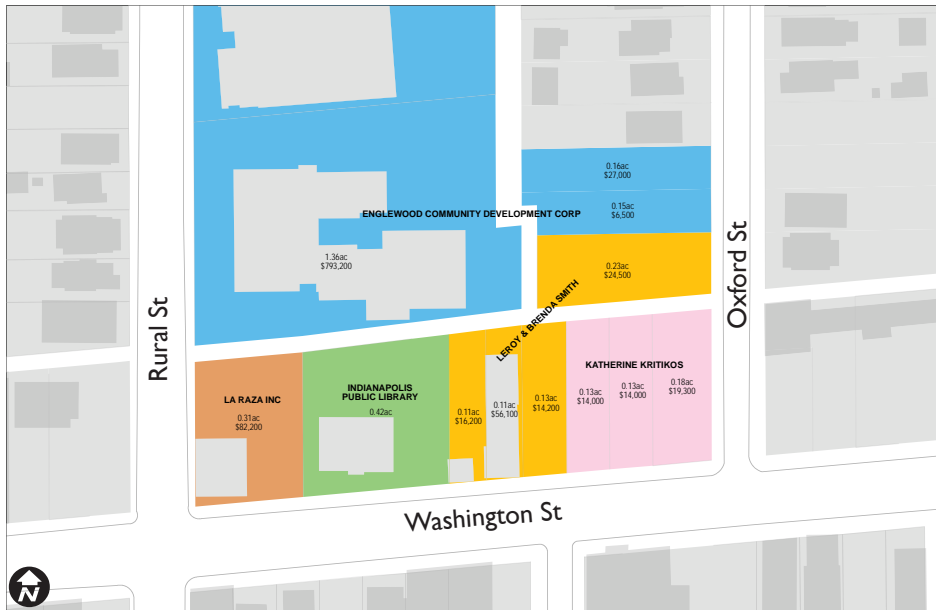 0.16ac
$27,000
0.15ac
$6,500
ENGLEWOOD COMMUNITY DEVELOPMENT CORP
1.36ac
$793,200
0.23ac
$24,500
Oxford St
Rural St
LEROY & BRENDA SMITH
LA RAZA INC
0.31ac
$82,200
INDIANAPOLIS
PUBLIC LIBRARY
0.42ac
0.11ac
$16,200
0.11ac
$56,100
0.13ac
$14,200
KATHERINE KRITIKOS
0.13ac
$14,000
0.13ac
$14,000
0.18ac
$19,300
Washington St
N